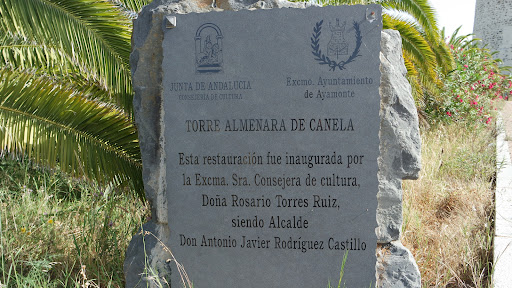 JUNTA DE ANDALUCIA
CONSEJERIA DE CULTURA
Excmo. Ayuntamiento
de Ayamonte
TORRE ALMENARA DE CANELA
Esta restauración fue inaugurada por
la Excma. Sra. Consejera de cultura,
Doña Rosario Torres Ruiz,
siendo Alcalde
Don Antonio Javier Rodríguez Castillo